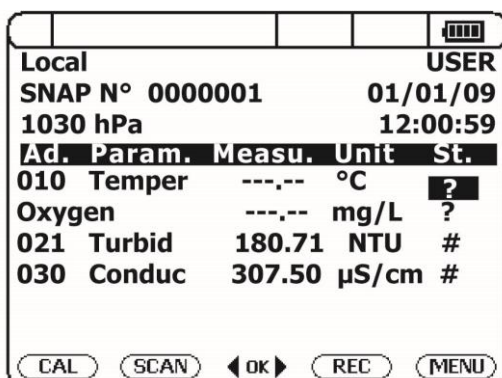 Local USER
SNAP N° 0000001 01/01/09
1030 hPa 12:00:59
Ad. Param. Measu. Unit St.
010 Temper ---.-- °C ?
Oxygen ---.-- mg/L ?
021 Turbid 180.71 NTU #
030 Conduc 307.50 µS/cm #
CAL SCAN OK REC MENU